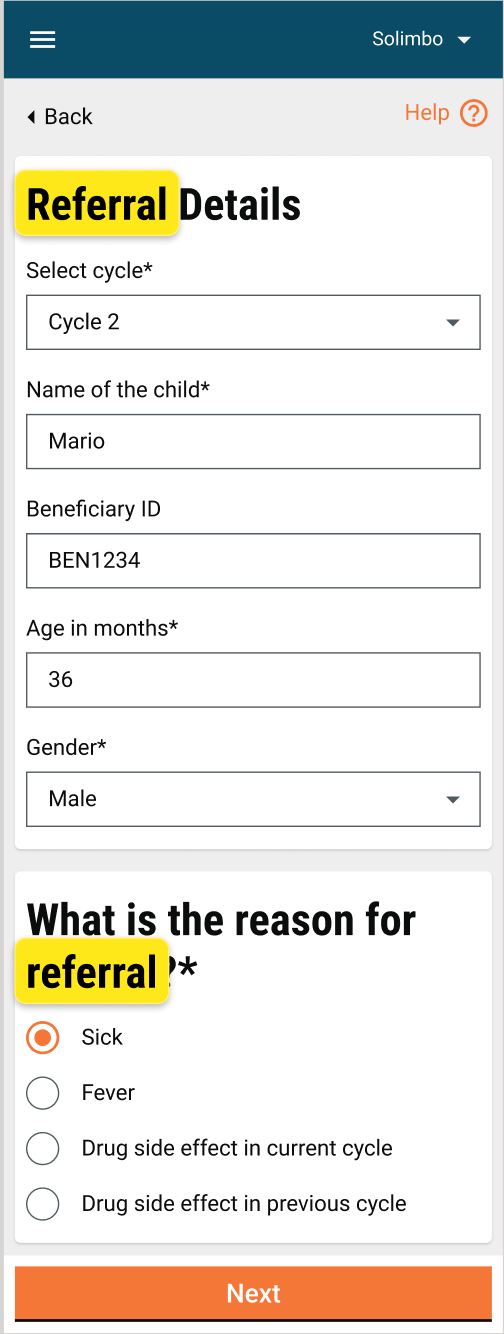 Solimbo
Back
Help ?
Referral Details
Select cycle*
Cycle 2
Name of the child*
Mario
Beneficiary ID
BEN1234
Age in months*
36
Gender*
Male
What is the reason for
referral?*
Sick
Fever
Drug side effect in current cycle
Drug side effect in previous cycle
Next